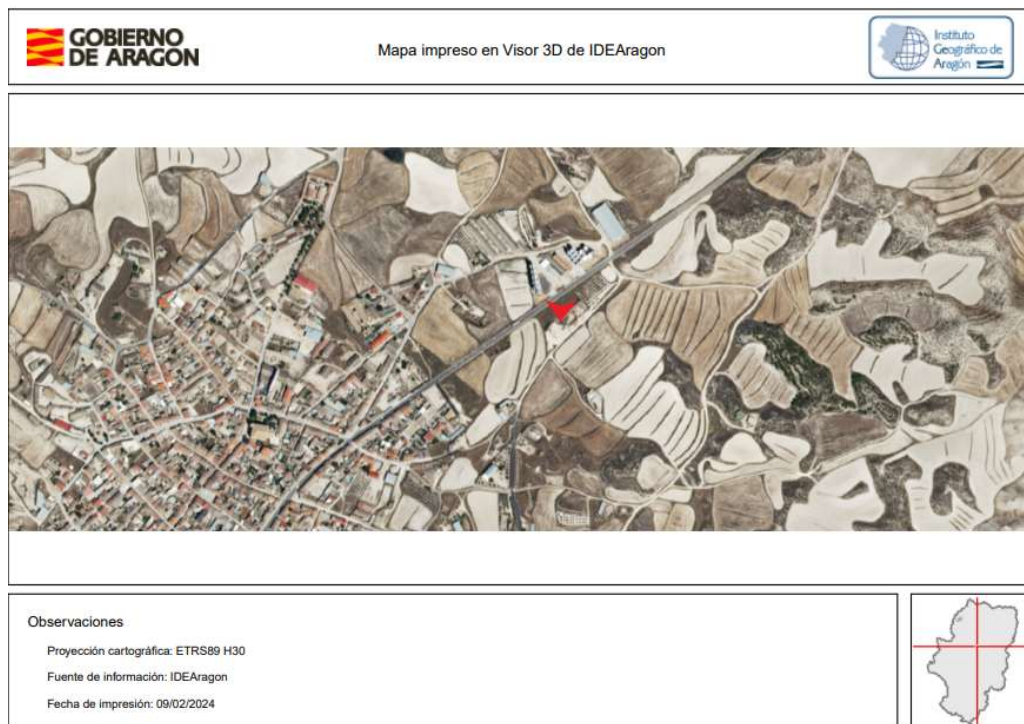 GOBIERNO
DE ARAGON
Mapa impreso en Visor 3D de IDEAragon
Instituto
Geográfico de
Aragón
Observaciones
Proyección cartográfica: ETRS89 H30
Fuente de información: IDEAragon
Fecha de impresión: 09/02/2024